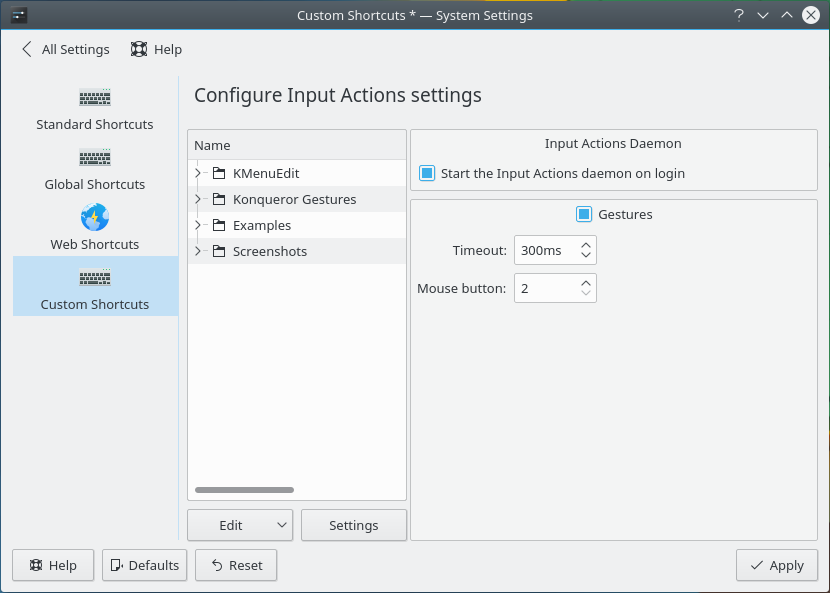 Custom Shortcuts * — System Settings
?
All Settings
Help
Standard Shortcuts
Global Shortcuts
Web Shortcuts
Custom Shortcuts
Configure Input Actions settings
Name
KMenuEdit
Konqueror Gestures
Examples
Screenshots
Edit
Settings
Input Actions Daemon
Start the Input Actions daemon on login
Gestures
Timeout: 300ms
Mouse button: 2
Help
Defaults
Reset
Apply